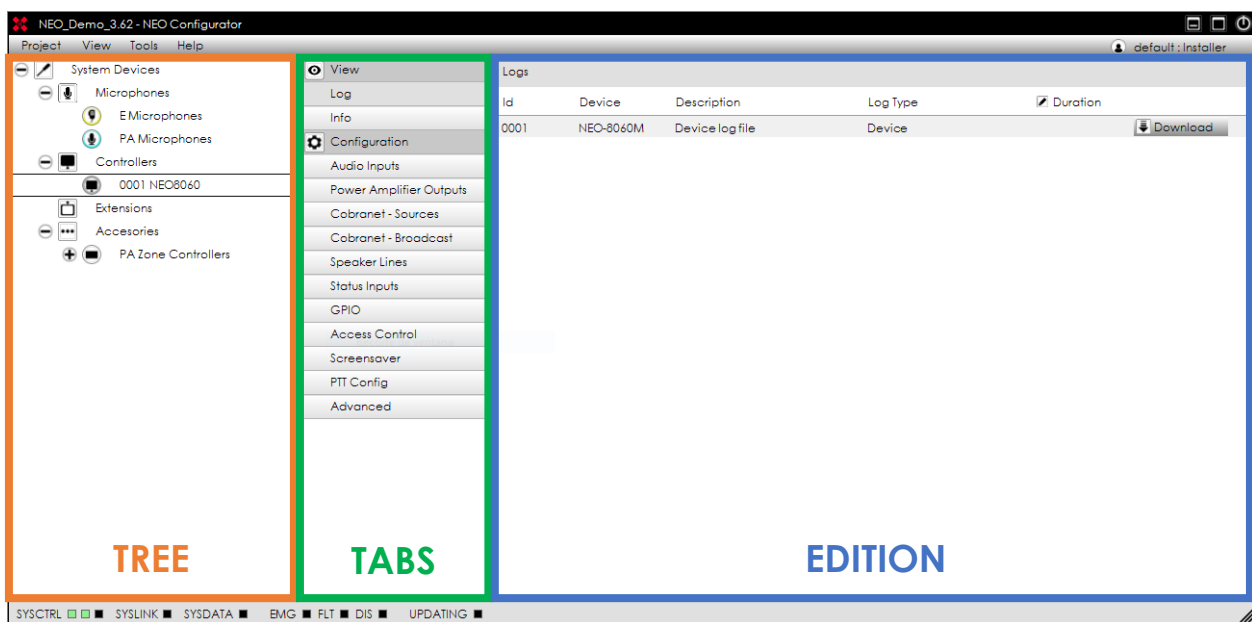 NEO_Demo_3.62 - NEO Configurator
Project View Tools Help
default : Installer
System Devices
Microphones
E Microphones
PA Microphones
Controllers
0001 NEO8060
Extensions
Accesories
PA Zone Controllers
TREE
View
Log
Info
Configuration
Audio Inputs
Power Amplifier Outputs
Cobranet - Sources
Cobranet - Broadcast
Speaker Lines
Status Inputs
GPIO
Access Control
Screensaver
PTT Config
Advanced
TABS
Logs
Id Device Description Log Type Duration
0001 NEO-8060M Device log file Device Download
EDITION
SYSCTRL SYSLINK SYSDATA EMG FLT DIS UPDATING